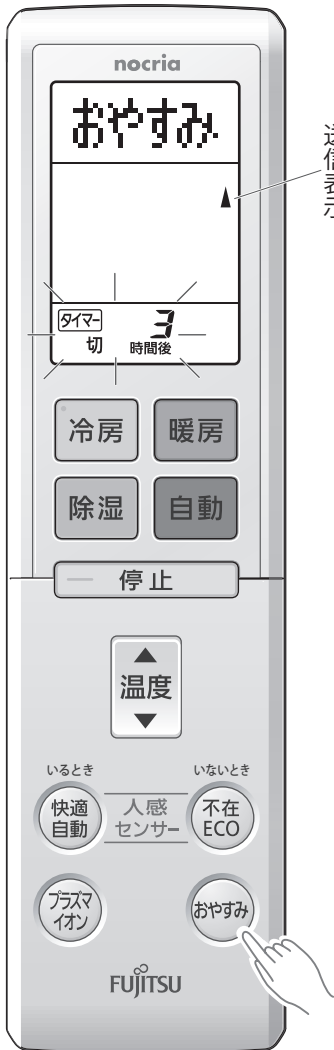 nocria
おやすみ
送信表示
タイマー 3
切 時間後
冷房 暖房
除湿 自動
停止
温度
いるとき いないとき
快適
自動
人感
センサー
不在
ECO
プラズマ
イオン
おやすみ
FUJITSU